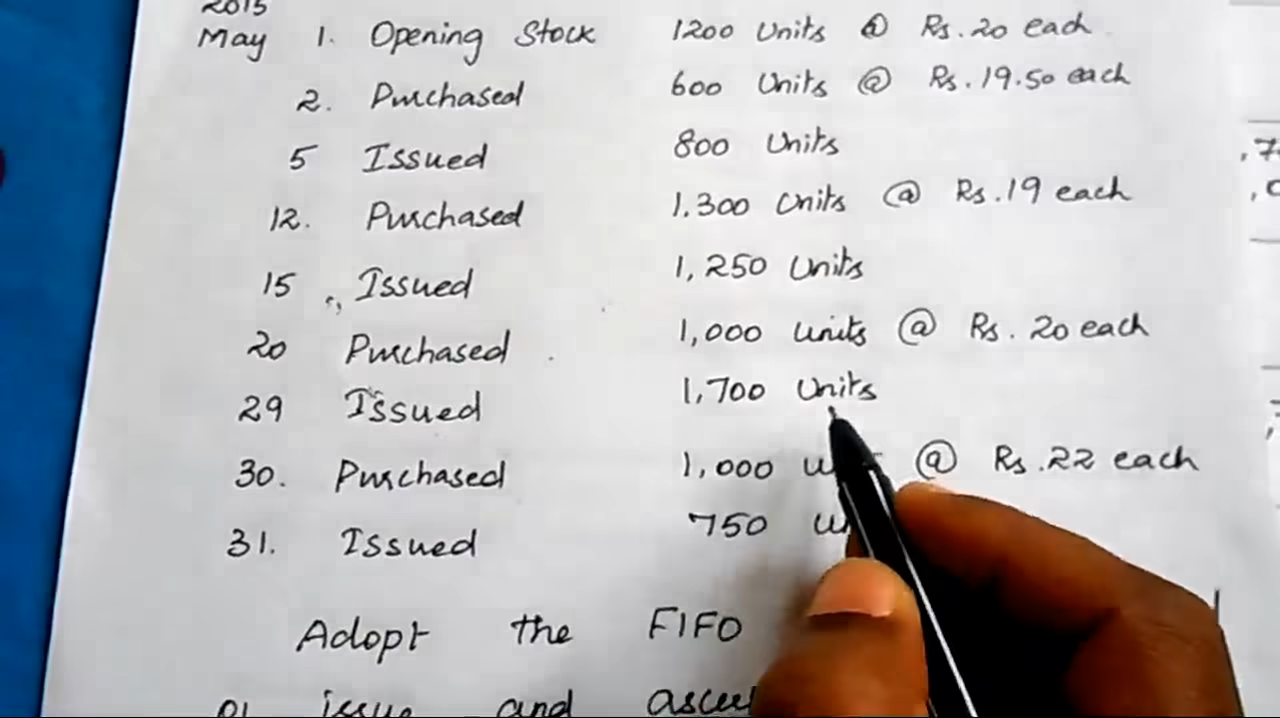 2015
May 1. Opening Stock 1200 Units @ Rs. 20 each
2. Purchased 600 Units @ Rs. 19.50 each
5 Issued 800 Units
12. Purchased 1.300 Units @ Rs. 19 each
15 Issued 1,250 Units
20 Purchased 1,000 Units @ Rs. 20 each
29 Issued 1,700 Units
30. Purchased 1,000 @ Rs. 22 each
31. Issued 750
Adopt the FIFO
issue and